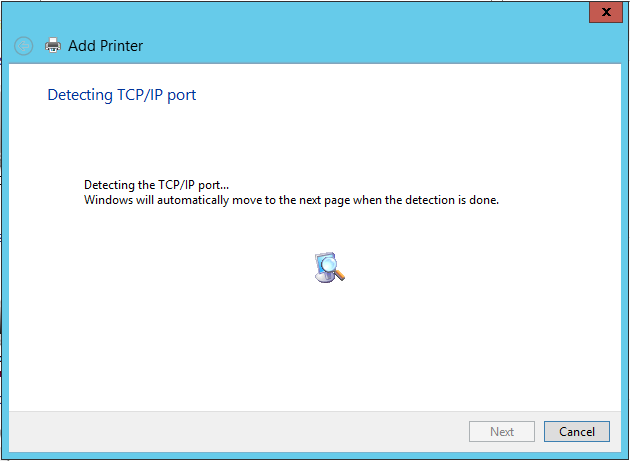 x
Add Printer
Detecting TCP/IP port
Detecting the TCP/IP port...
Windows will automatically move to the next page when the detection is done.
Next
Cancel